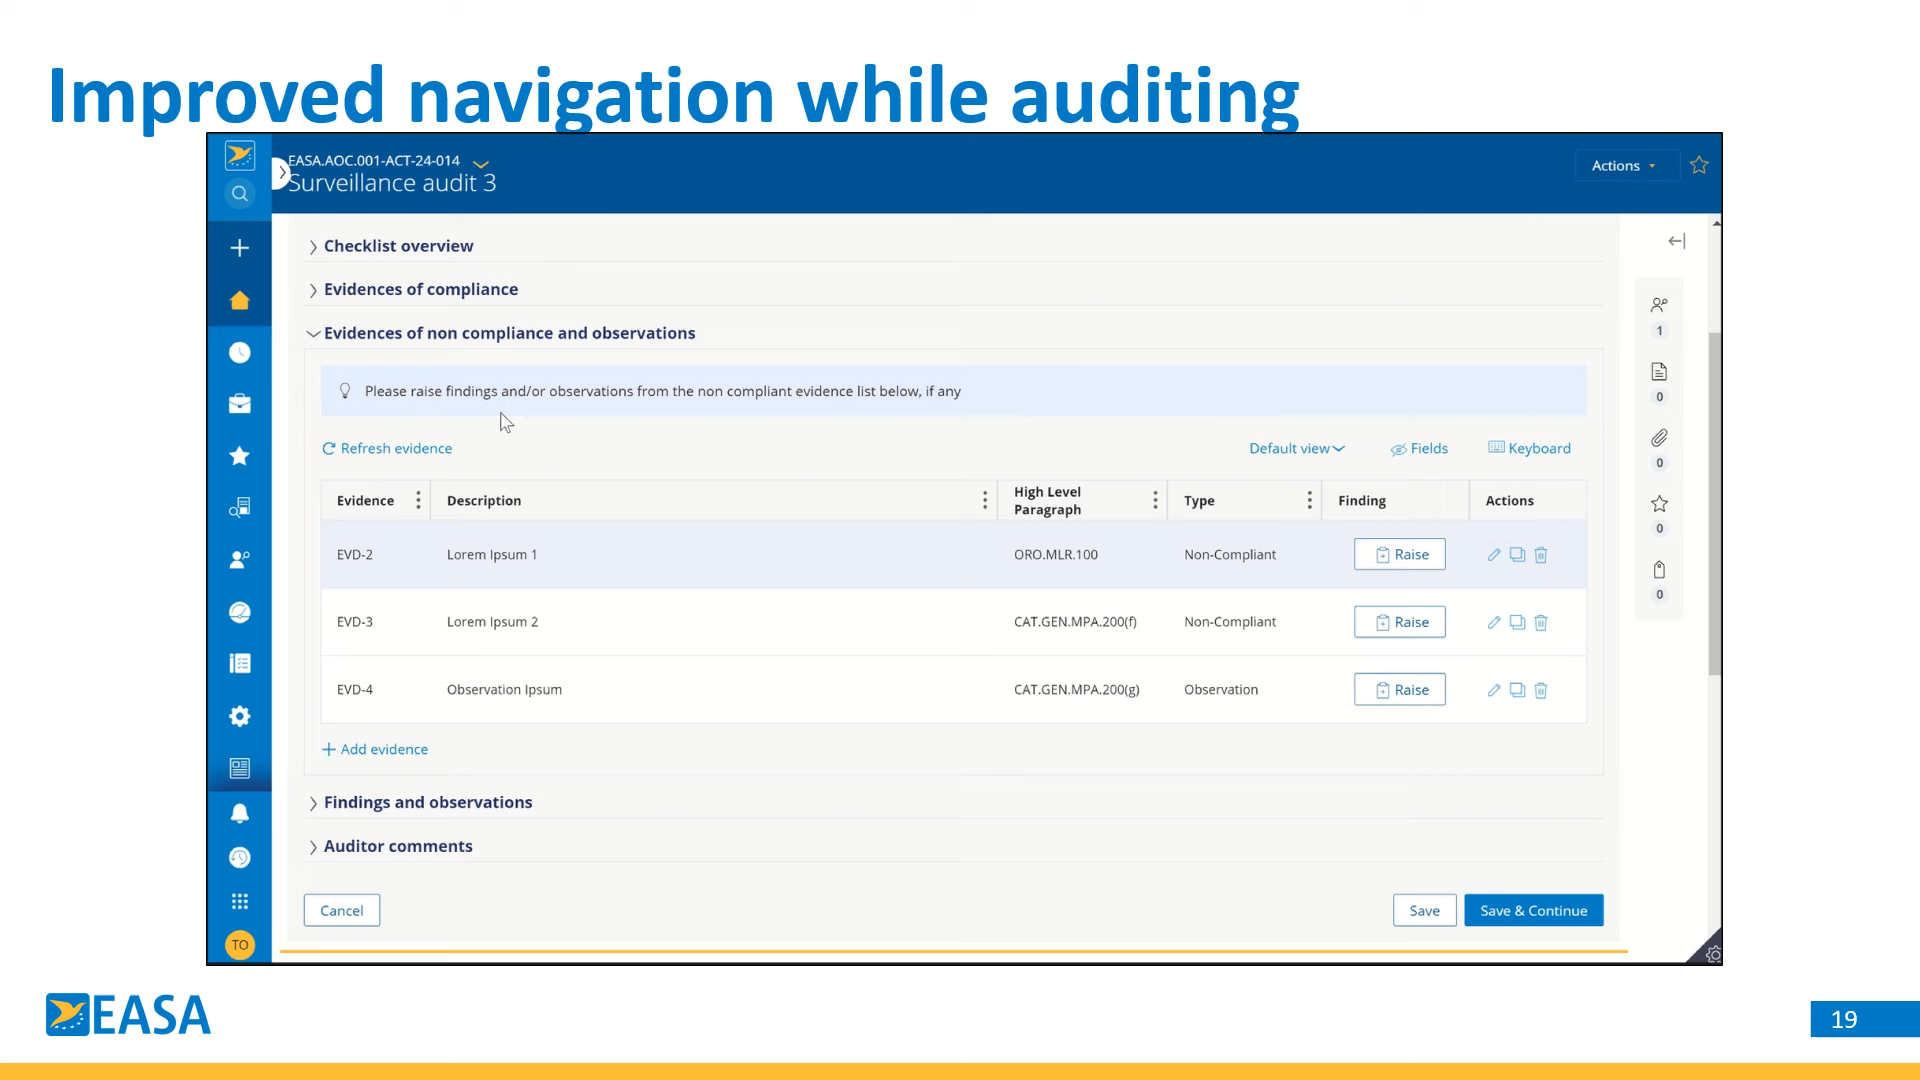 Improved navigation while auditing
EASA.AOC.001-ACT-24-014
Surveillance audit 3
Actions
Checklist overview
Evidences of compliance
Evidences of non compliance and observations
Please raise findings and/or observations from the non compliant evidence list below, if any
Refresh evidence
Default view
Fields
Keyboard
Evidence
Description
High Level
Paragraph
Type
Finding
Actions
EVD-2 Lorem Ipsum 1 ORO.MLR.100 Non-Compliant Raise
EVD-3 Lorem Ipsum 2 CAT.GEN.MPA.200(f) Non-Compliant Raise
EVD-4 Observation Ipsum CAT.GEN.MPA.200(g) Observation Raise
Add evidence
Findings and observations
Auditor comments
Cancel
Save
Save & Continue
1
0
0
0
0
TO
EASA
19